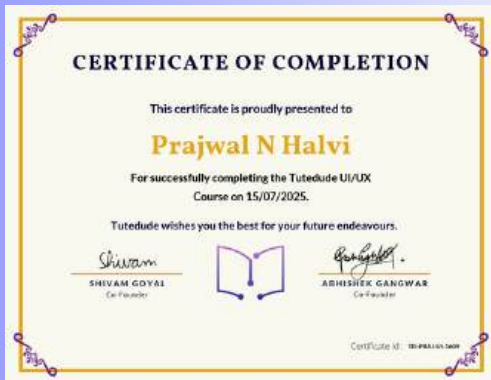 CERTIFICATE OF COMPLETION
This certificate is proudly presented to
Prajwal N Halvi
For successfully completing the Tutedude UI/UX
Course on 15/07/2025.
Tutedude wishes you the best for your future endeavours.
Shivam
SHIVAM GOYAL
Co-Founder
ABHISHEK GANGWAR
Co-Founder
Certificate id :